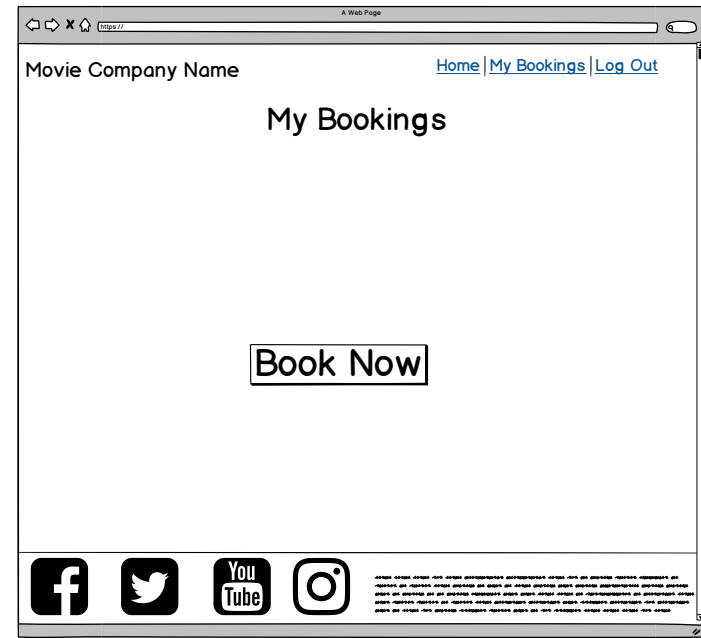 A Web Page
https://
Movie Company Name
Home | My Bookings | Log Out
My Bookings
Book Now
You
Tube